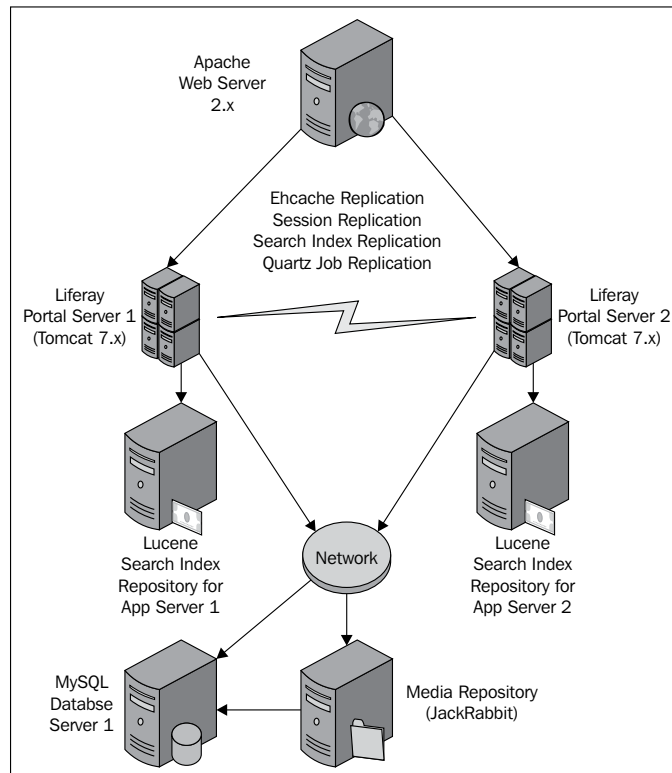 Apache
Web Server
2.x
Ehcache Replication
Session Replication
Search Index Replication
Quartz Job Replication
Liferay
Portal Server 1
(Tomcat 7.x)
Liferay
Portal Server 2
(Tomcat 7.x)
Lucene
Search Index
Repository for
App Server 1
Lucene
Search Index
Repository for
App Server 2
Network
MySQL
Databse
Server 1
Media Repository
(JackRabbit)